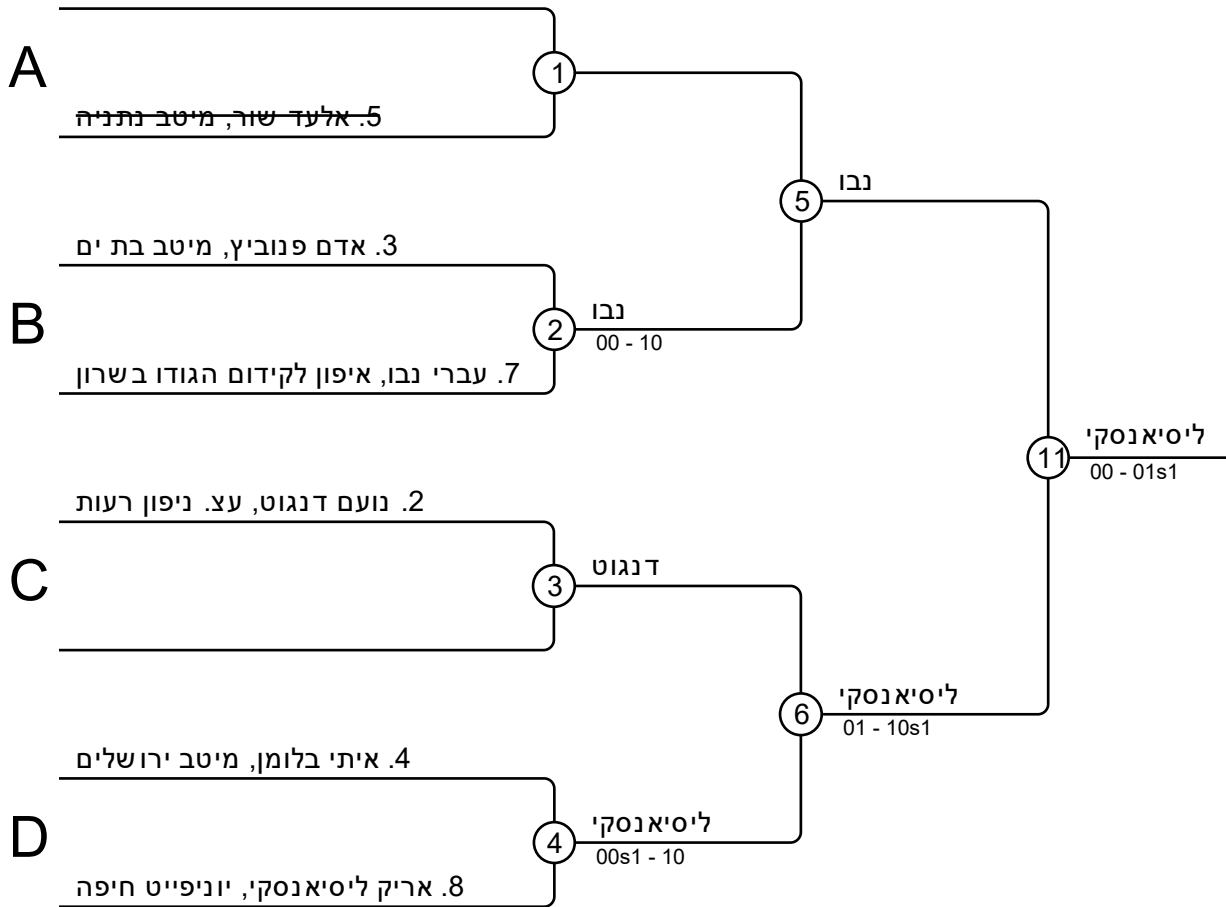 A
1
5. אלעד שור, מיטב נתניה
נבו
5
3. אדם פנוביץ, מיטב בת ים
B
2
נבו
00 - 10
7. עברי נבו, איפון לקידום הגודו בשרון
ליסיאנסקי
11
00 - 01s1
2. נועם דנגוט, עצ. ניפון רעות
C
3
דנגוט
ליסיאנסקי
6
01 - 10s1
4. איתי בלומן, מיטב ירושלים
D
4
ליסיאנסקי
00s1 - 10
8. אריק ליסיאנסקי, יוניפייט חיפה